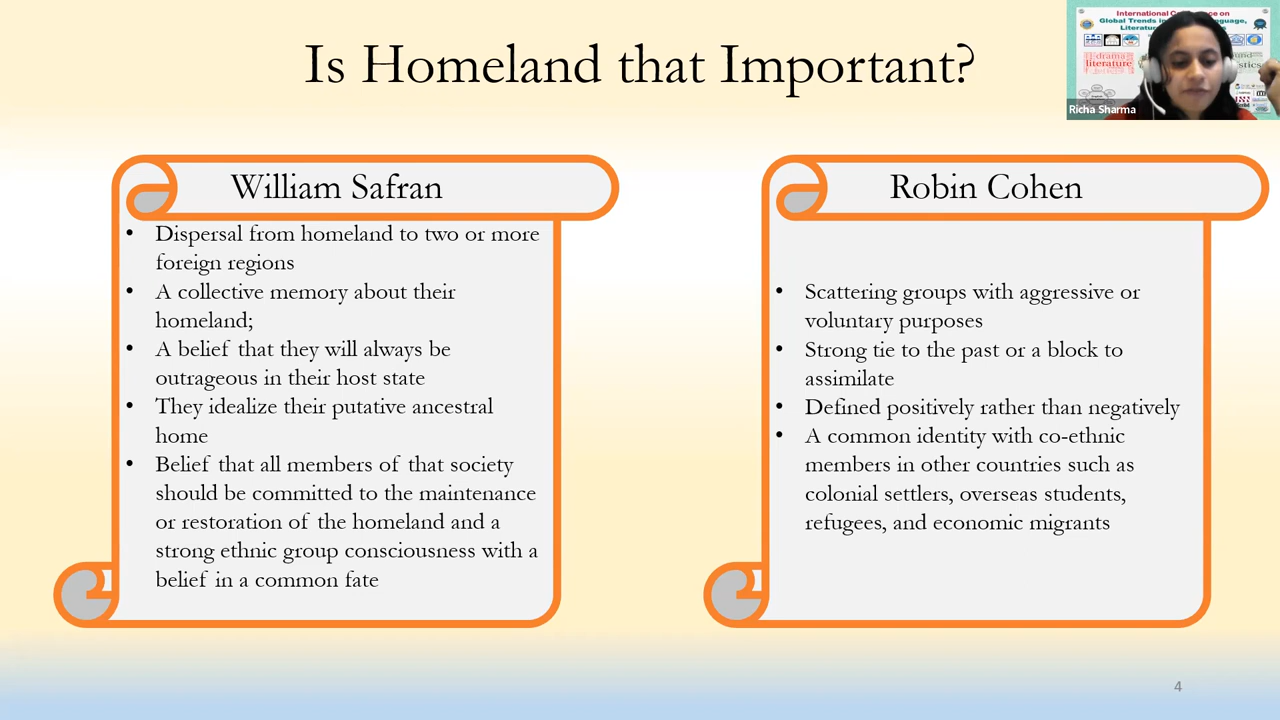 Is Homeland that Important?
International Co
on
Global Trends in
guage,
Literatu
drama
literature
Richa Sharma
William Safran
• Dispersal from homeland to two or more
foreign regions
• A collective memory about their
homeland;
• A belief that they will always be
outrageous in their host state
• They idealize their putative ancestral
home
• Belief that all members of that society
should be committed to the maintenance
or restoration of the homeland and a
strong ethnic group consciousness with a
belief in a common fate
Robin Cohen
• Scattering groups with aggressive or
voluntary purposes
• Strong tie to the past or a block to
assimilate
• Defined positively rather than negatively
• A common identity with co-ethnic
members in other countries such as
colonial settlers, overseas students,
refugees, and economic migrants
4